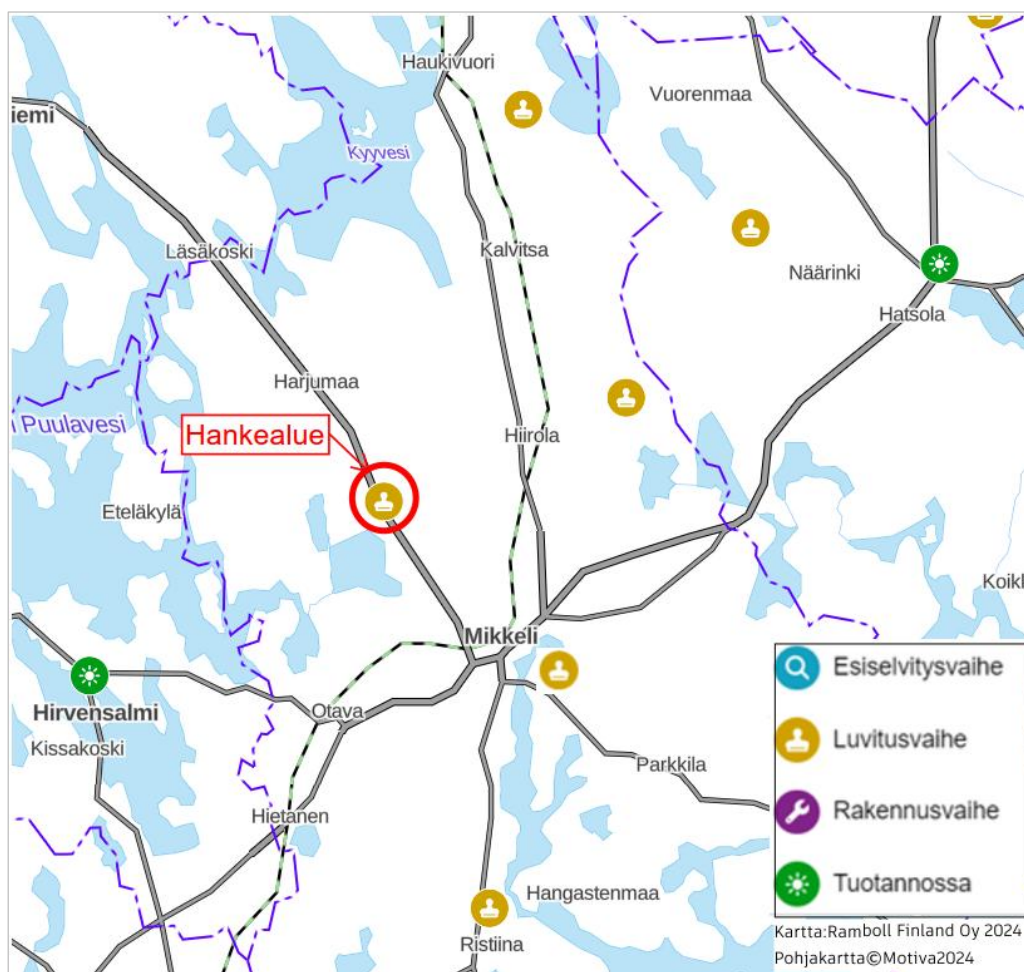 Haukivuori
Vuorenmaa
iemi
Kyyvesi
Läsäkoski
Kalvitsa
Näärinki
Hatsola
Harjumaa
Hankealue
ı Puulavesi
Hiirola
Eteläkylä
Koikk
Mikkeli
Hirvensalmi
Otava
Kissakoski
Parkkila
Hietanen
Hangastenmaa
Ristiina
Esiselvitysvaihe
Luvitusvaihe
Rakennusvaihe
Tuotannossa
Kartta:Ramboll Finland Oy 2024
Pohjakartta©Motiva2024